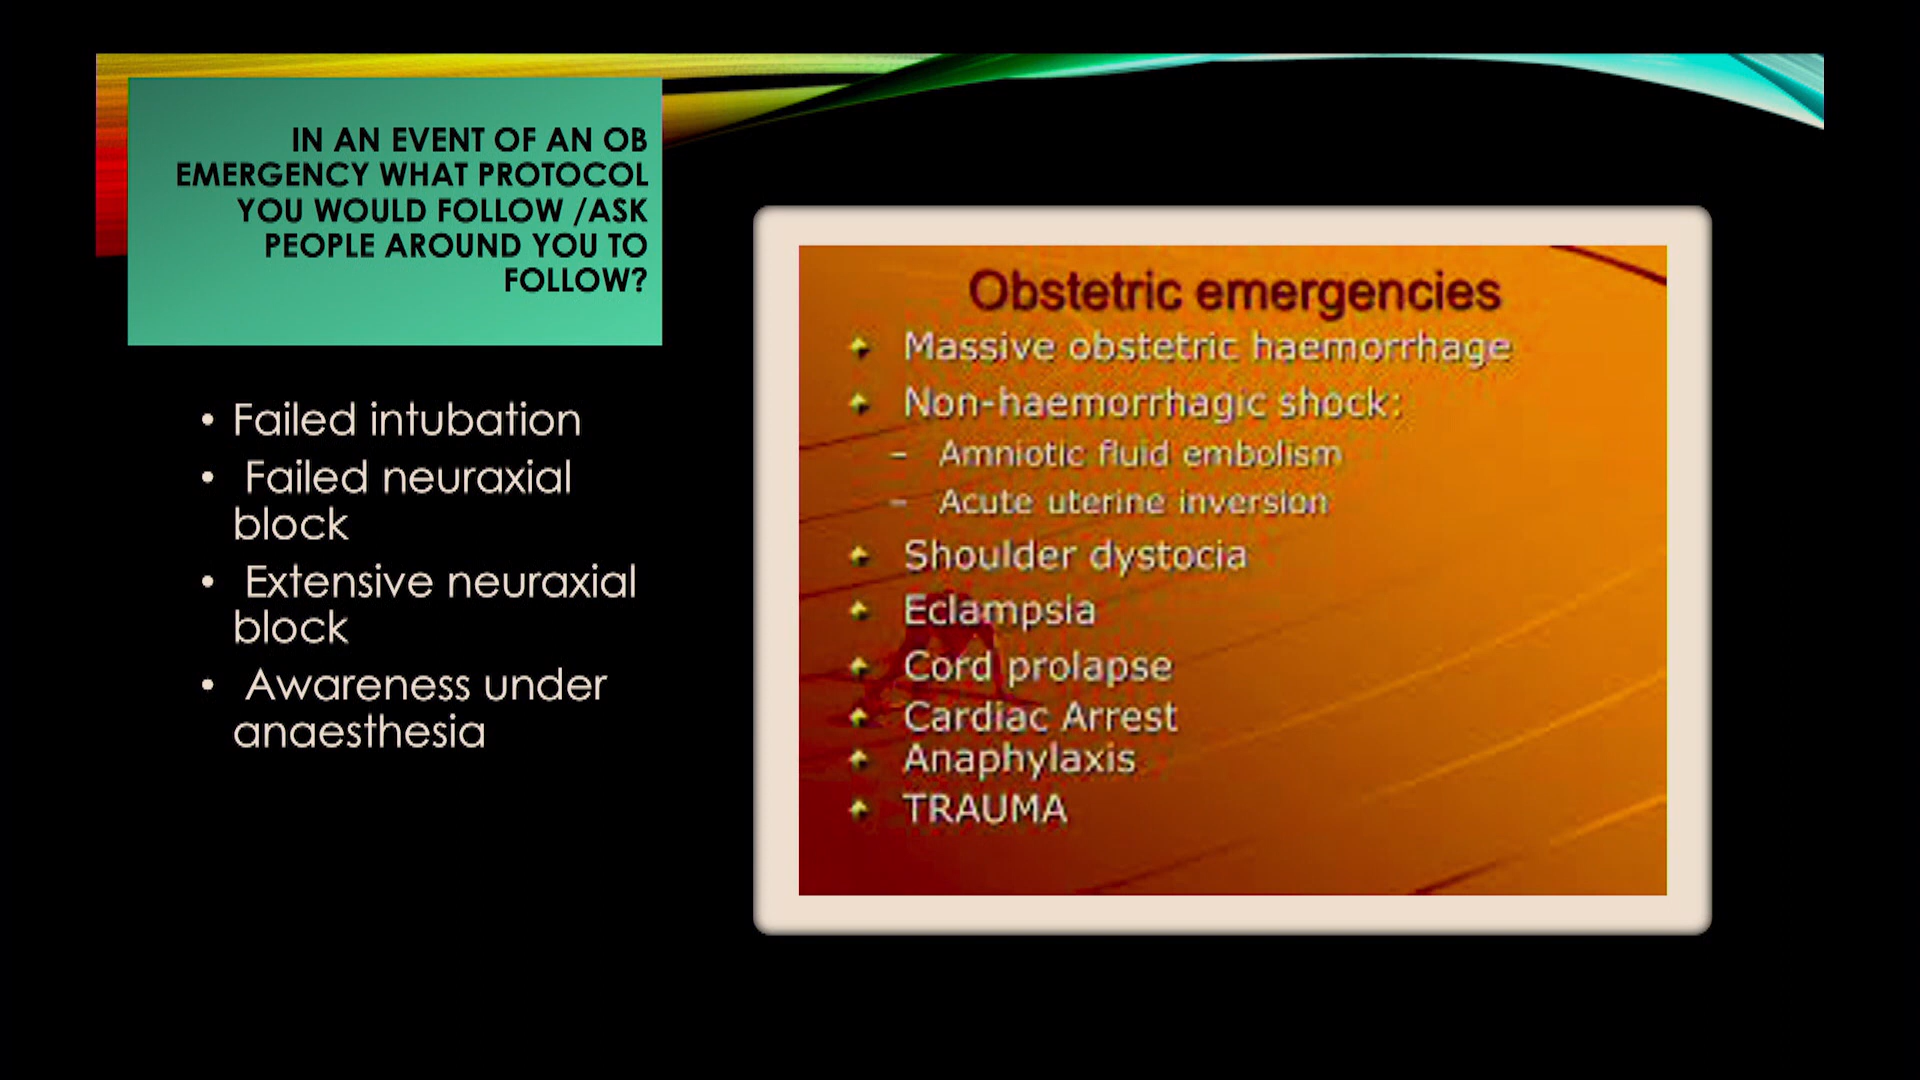 IN AN EVENT OF AN OB
EMERGENCY WHAT PROTOCOL
YOU WOULD FOLLOW /ASK
PEOPLE AROUND YOU TO
FOLLOW?
• Failed intubation
• Failed neuraxial
block
• Extensive neuraxial
block
• Awareness under
anaesthesia
Obstetric emergencies
Massive obstetric haemorrhage
Non-haemorrhagic shock:
– Amniotic fluid embolism
– Acute uterine inversion
Shoulder dystocia
Eclampsia
Cord prolapse
Cardiac Arrest
Anaphylaxis
TRAUMA